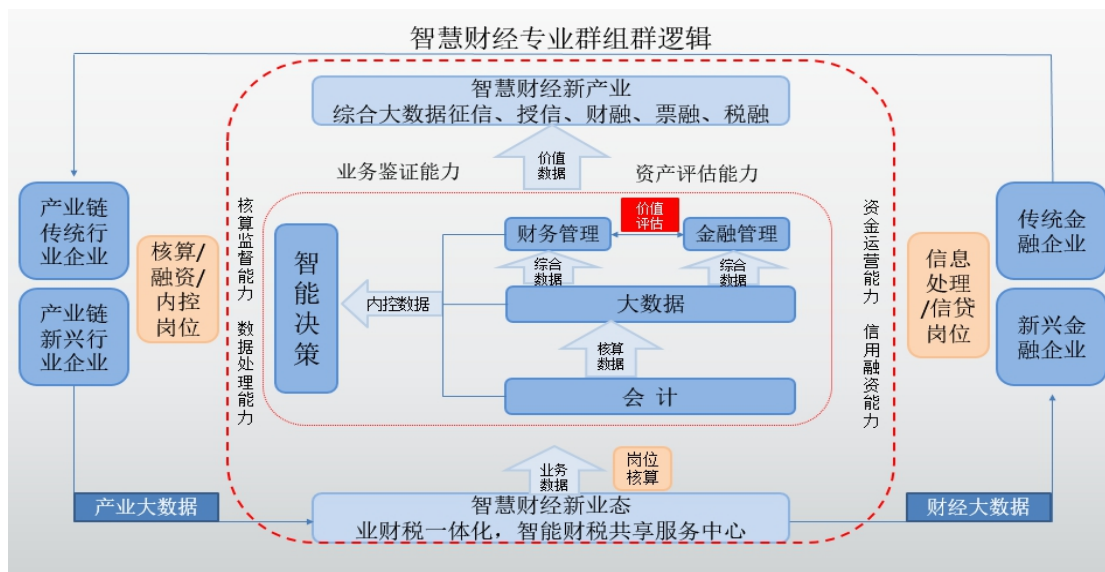 智慧财经专业群组群逻辑
智慧财经新产业
综合大数据征信、授信、财融、票融、税融
价值
数据
业务鉴证能力
资产评估能力
产业链
传统行
业企业
产业链
新兴行
业企业
核算/
融资/
内控
岗位
核算监督能力 数据处理能力
智能决策
内控数据
财务管理
价值
评估
金融管理
综合
数据
综合
数据
大数据
核算
数据
会 计
资金运营能力 信用融资能力
信息
处理
/信贷
岗位
传统金
融企业
新兴金
融企业
业务
数据
岗位
核算
产业大数据
智慧财经新业态
业财税一体化，智能财税共享服务中心
财经大数据